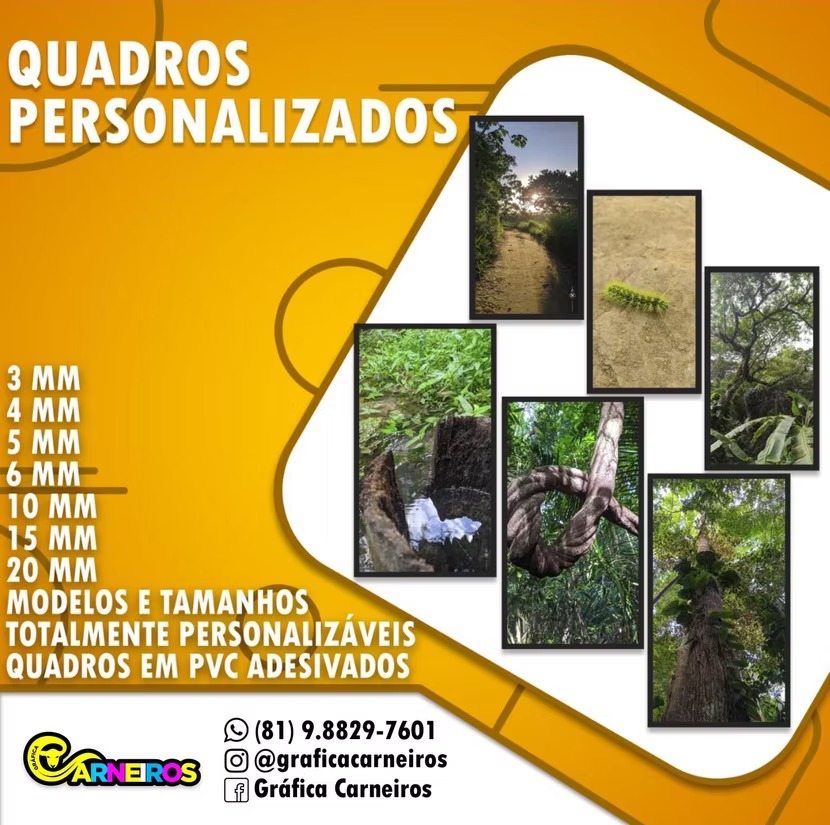 QUADROS
PERSONALIZADOS
3 MM
4 MM
5 MM
6 MM
10 MM
15 MM
20 MM
MODELOS E TAMANHOS
TOTALMENTE PERSONALIZÁVEIS
QUADROS EM PVC ADESIVADOS
GRÁFICA
CARNEIROS
(81) 9.8829-7601
@graficacarneiros
Gráfica Carneiros